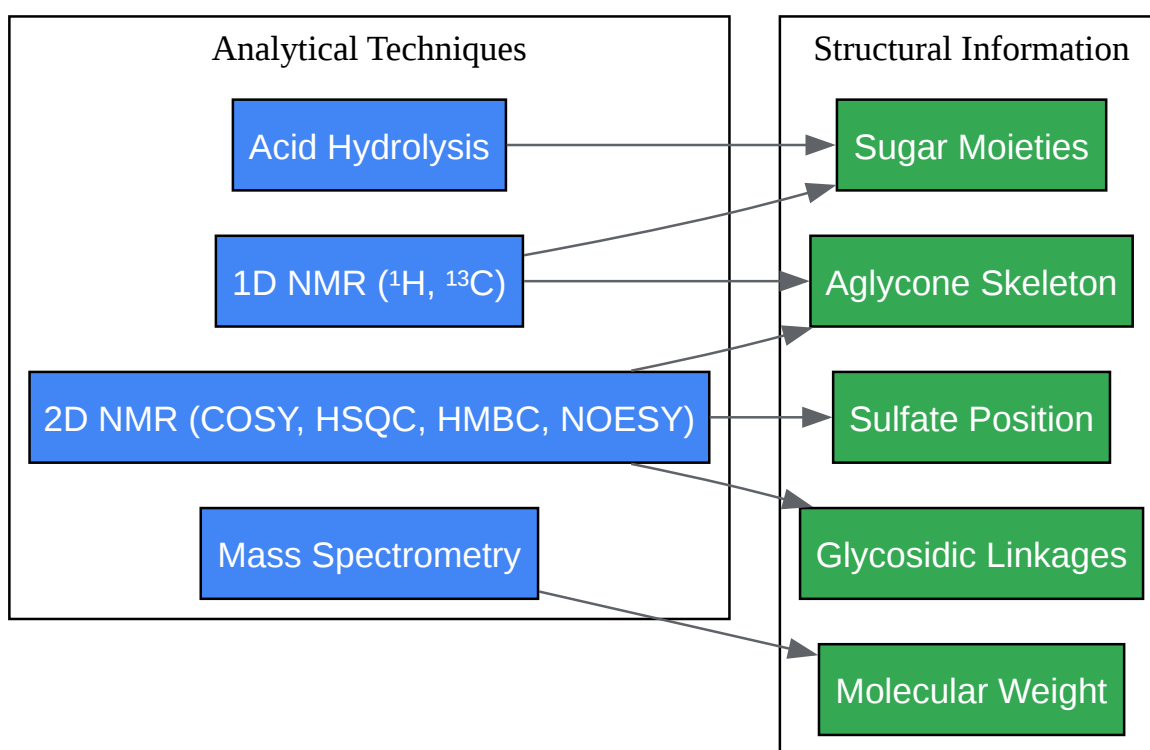 Analytical Techniques
Acid Hydrolysis
1D NMR (¹H, ¹³C)
2D NMR (COSY, HSQC, HMBC, NOESY)
Mass Spectrometry
Structural Information
Sugar Moieties
Aglycone Skeleton
Sulfate Position
Glycosidic Linkages
Molecular Weight